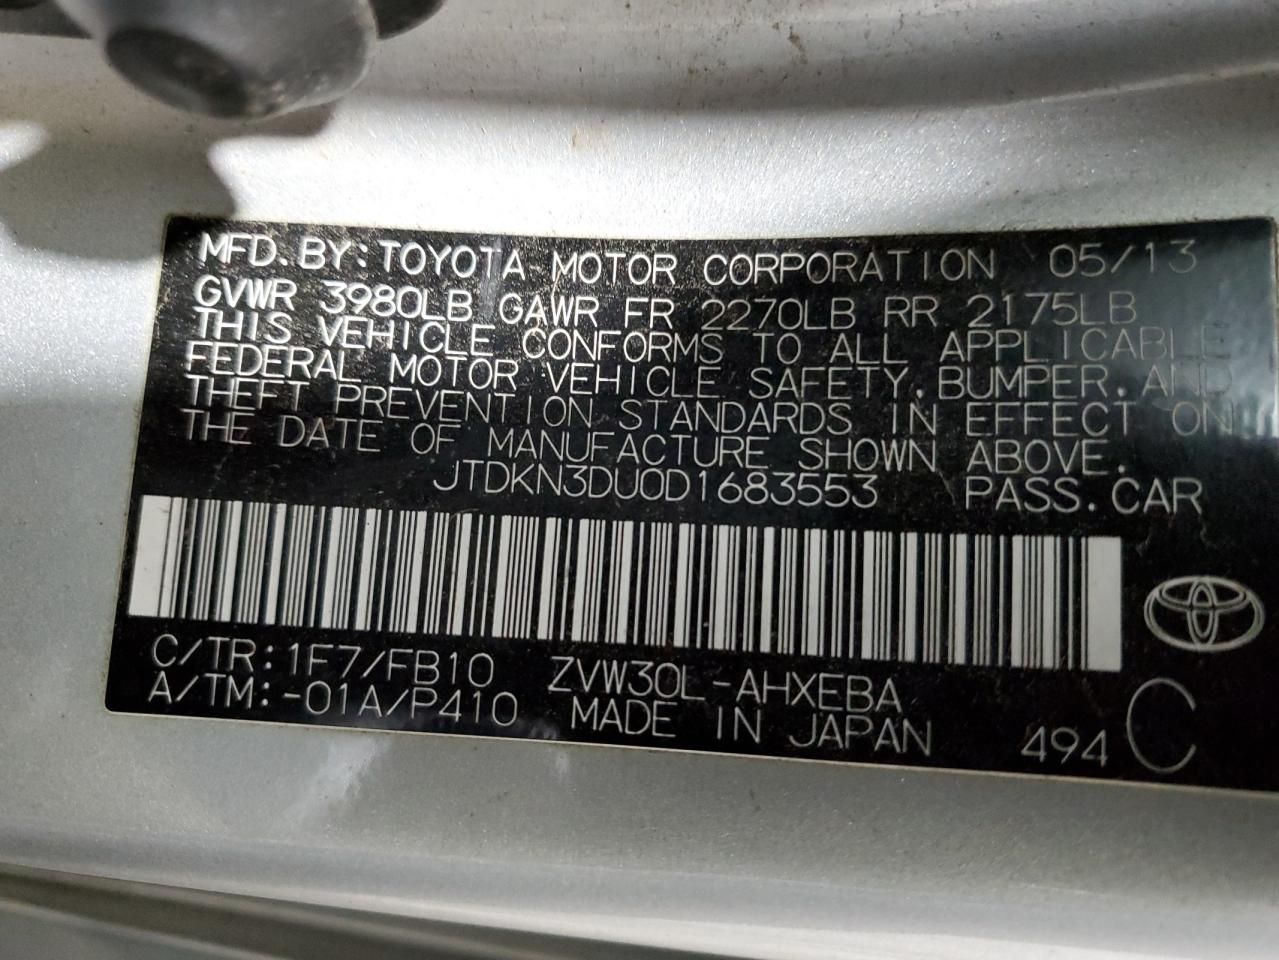 MFD. BY: TOYOTA MOTOR CORPORATION 05/13
GVWR 3980LB GAWR FR 2270LB RR 2175LB
THIS VEHICLE CONFORMS TO ALL APPLICABLE
FEDERAL MOTOR VEHICLE SAFETY, BUMPER, AND
THEFT PREVENTION STANDARDS IN EFFECT ON
THE DATE OF MANUFACTURE SHOWN ABOVE.
JTDKN3DU0D1683553 PASS. CAR
C/TR: 1F7/FB10 ZVW30L-AHXEBA
A/TM: -01A/P410 MADE IN JAPAN 494 C